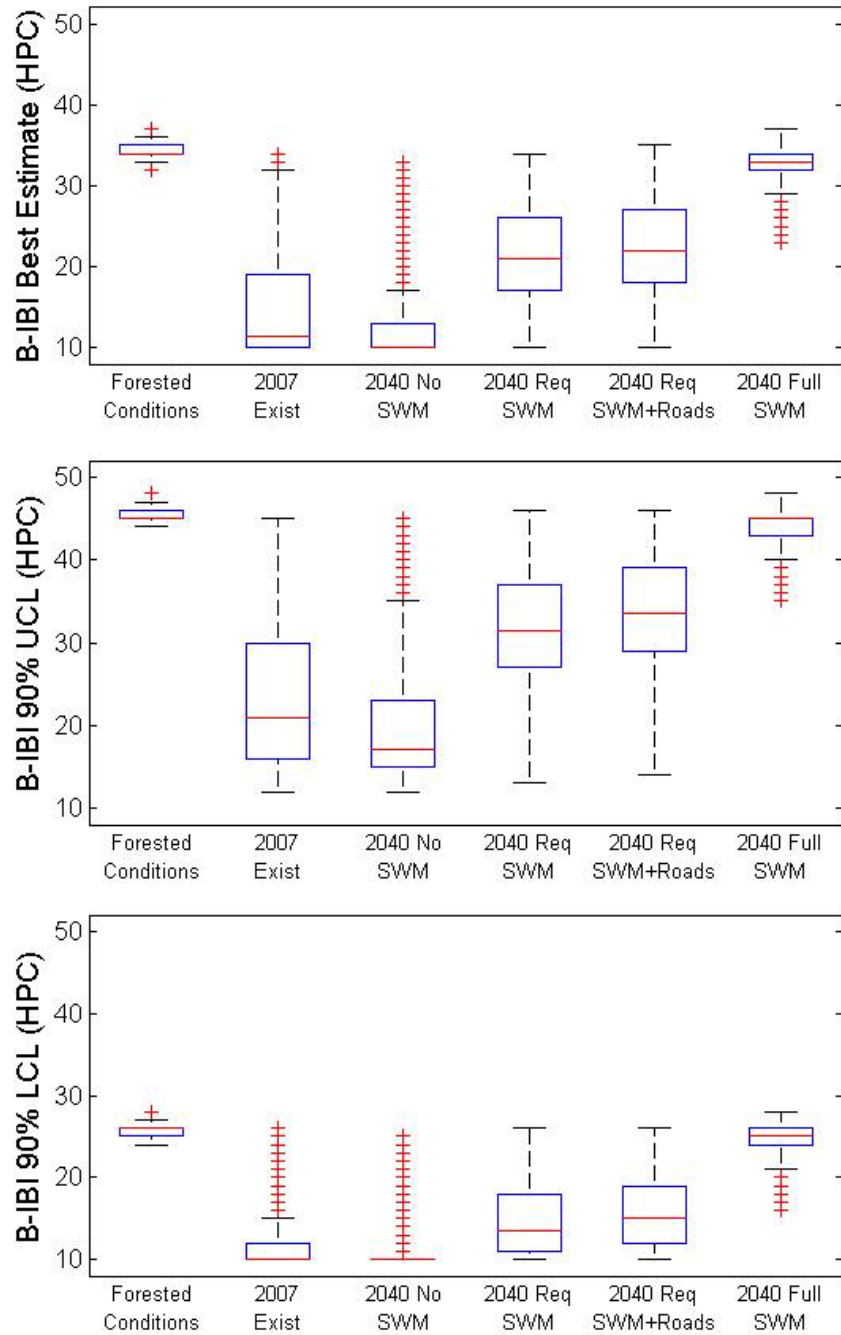 B-IBI Best Estimate (HPC)
50
40
30
20
10
Forested Conditions
2007 Exist
2040 No SWM
2040 Req SWM
2040 Req SWM+Roads
2040 Full SWM
B-IBI 90% UCL (HPC)
50
40
30
20
10
Forested Conditions
2007 Exist
2040 No SWM
2040 Req SWM
2040 Req SWM+Roads
2040 Full SWM
B-IBI 90% LCL (HPC)
50
40
30
20
10
Forested Conditions
2007 Exist
2040 No SWM
2040 Req SWM
2040 Req SWM+Roads
2040 Full SWM